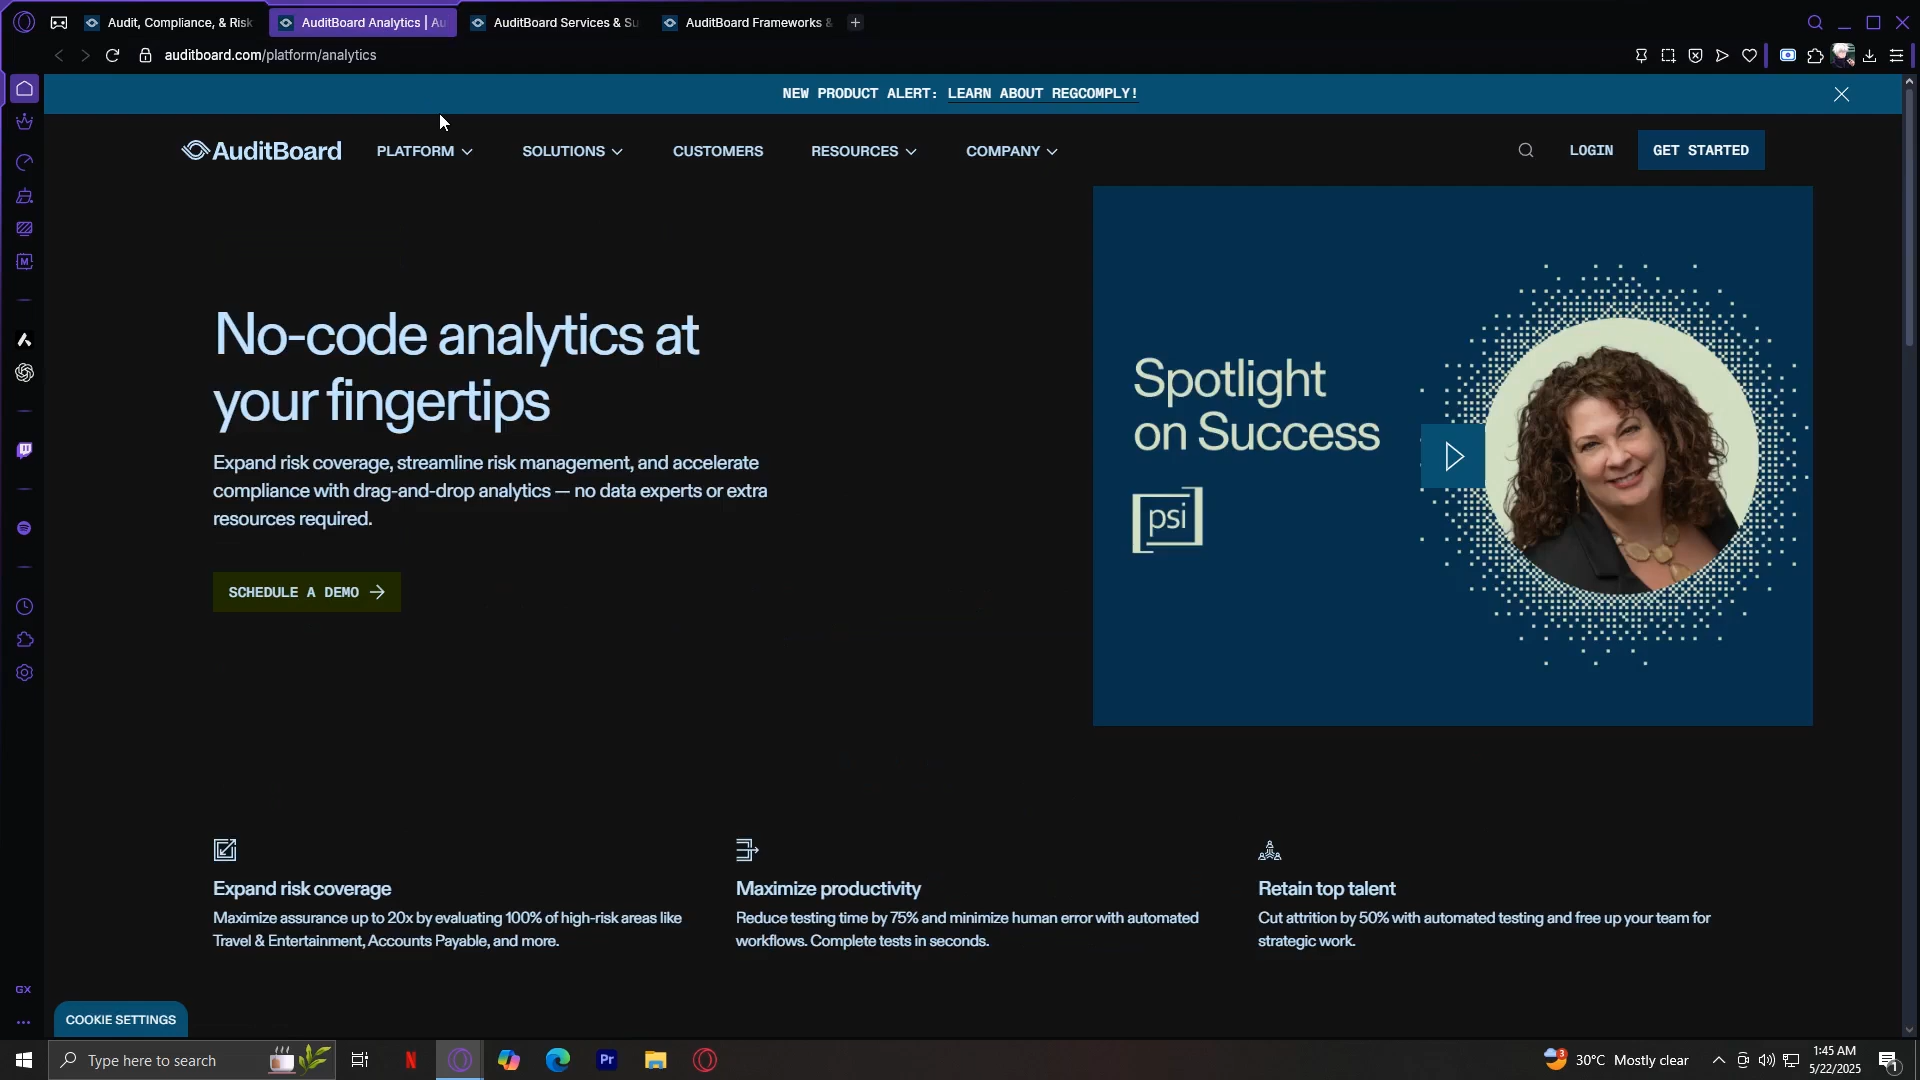 Audit, Compliance, & Risk
AuditBoard Analytics | Au
AuditBoard Services & Su
AuditBoard Frameworks &
auditboard.com/platform/analytics
NEW PRODUCT ALERT: LEARN ABOUT REGCOMPLY!
AuditBoard
PLATFORM
SOLUTIONS
CUSTOMERS
RESOURCES
COMPANY
LOGIN
GET STARTED
No-code analytics at
your fingertips
Expand risk coverage, streamline risk management, and accelerate
compliance with drag-and-drop analytics — no data experts or extra
resources required.
SCHEDULE A DEMO
Spotlight
on Success
psi
Expand risk coverage
Maximize assurance up to 20x by evaluating 100% of high-risk areas like
Travel & Entertainment, Accounts Payable, and more.
Maximize productivity
Reduce testing time by 75% and minimize human error with automated
workflows. Complete tests in seconds.
Retain top talent
Cut attrition by 50% with automated testing and free up your team for
strategic work.
GX
COOKIE SETTINGS
Type here to search
N
Pr
3
30°C Mostly clear
1:45 AM
5/22/2025
1